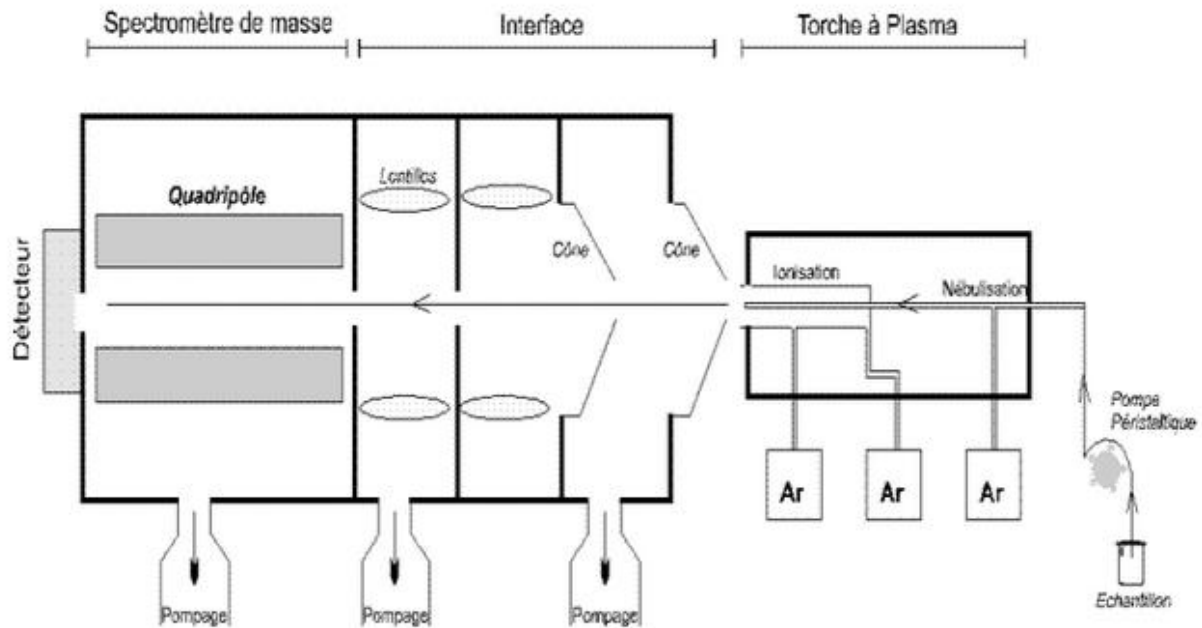 Spectromètre de masse
Interface
Torche à Plasma
Lentilles
Quadripôle
Cône
Cône
Ionisation
Nébulisation
Détecteur
Pompe
Péristaltique
Ar
Ar
Ar
Pompage
Pompage
Pompage
Echantillon